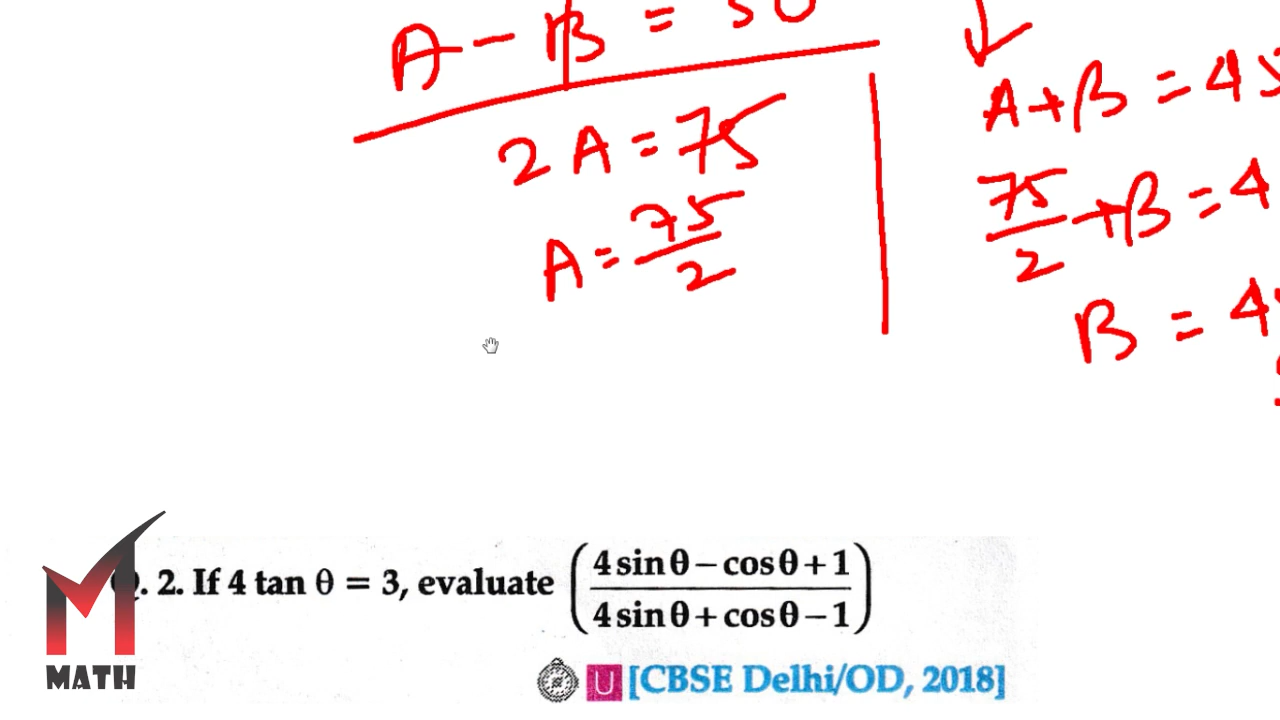 A - B = 30
2A = 75
A = 75/2
A + B = 45
75/2 + B = 4
B = 4
Q. 2. If 4 tan θ = 3, evaluate (4 sin θ – cos θ + 1 / 4 sin θ + cos θ – 1)
U [CBSE Delhi/OD, 2018]
MATH